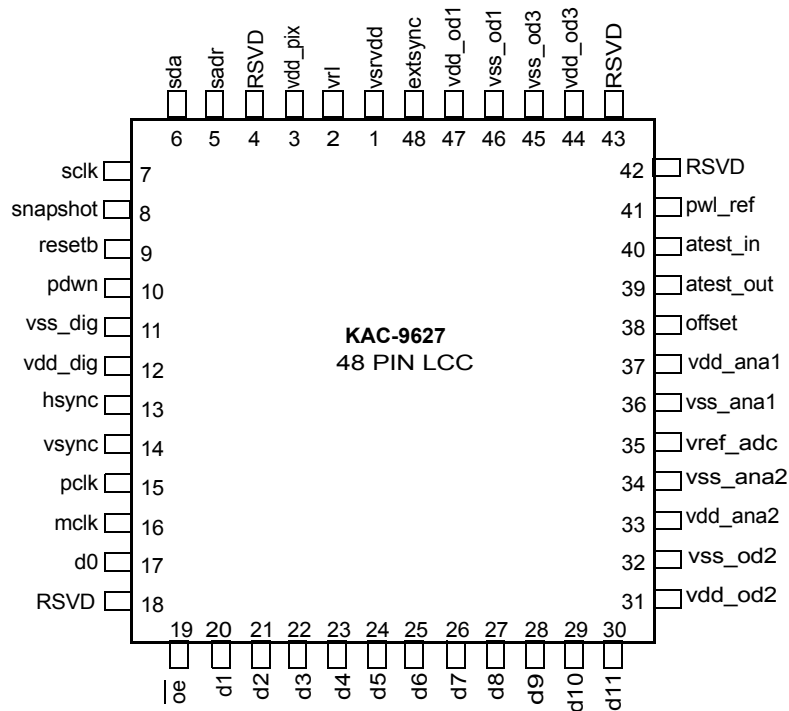 sda sadr RSVD vdd_pix vrl vsrvdd extsync vdd_od1 vss_od1 vss_od3 vdd_od3 RSVD
6 5 4 3 2 1 48 47 46 45 44 43
sclk 7
snapshot 8
resetb 9
pdwn 10
vss_dig 11
vdd_dig 12
hsync 13
vsync 14
pclk 15
mclk 16
d0 17
RSVD 18
KAC-9627
48 PIN LCC
42 RSVD
41 pwl_ref
40 atest_in
39 atest_out
38 offset
37 vdd_ana1
36 vss_ana1
35 vref_adc
34 vss_ana2
33 vdd_ana2
32 vss_od2
31 vdd_od2
19 20 21 22 23 24 25 26 27 28 29 30
oe d1 d2 d3 d4 d5 d6 d7 d8 d9 d10 d11